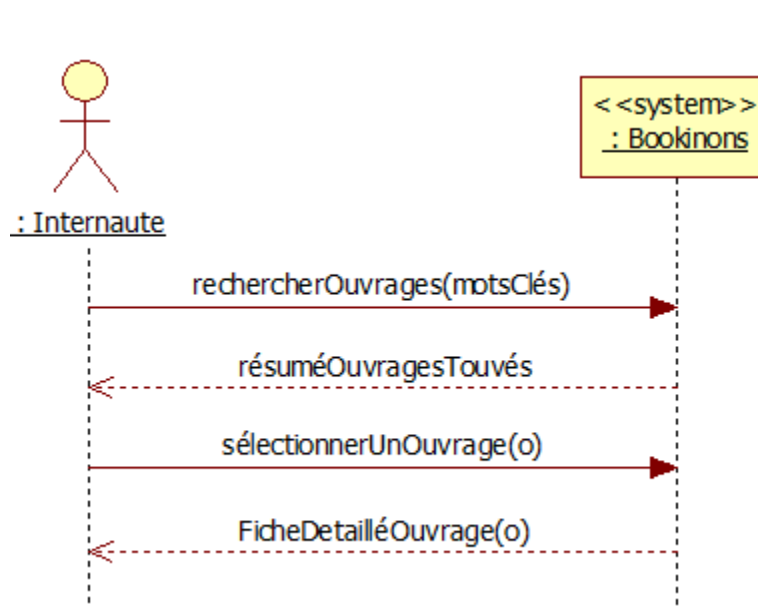 <<system>>
: Bookinons
: Internaute
rechercherOuvrages(motsClés)
résuméOuvragesTouvés
sélectionnerUnOuvrage(o)
FicheDetailléOuvrage(o)